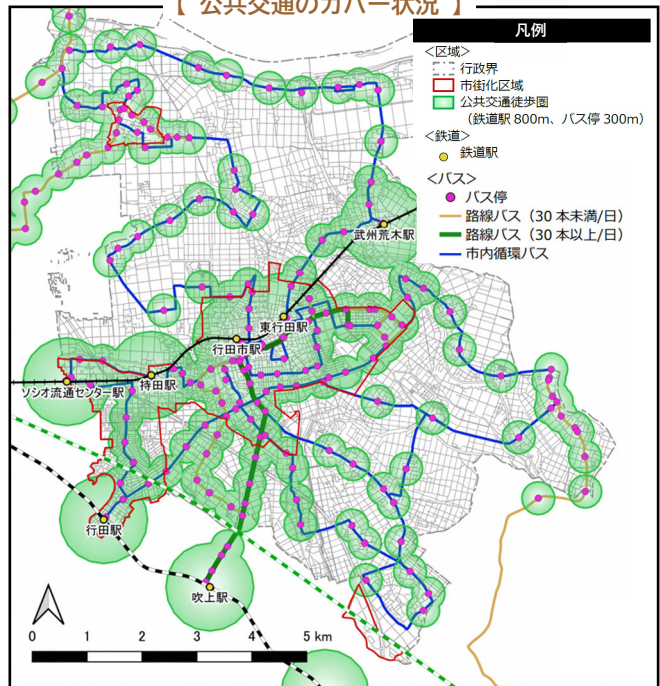 【 公共交通のカバー状況 】
凡例
<区域>
行政界
市街化区域
公共交通徒歩圏
（鉄道駅 800m、バス停 300m）
<鉄道>
鉄道駅
<バス>
バス停
路線バス（30 本未満/日）
路線バス（30 本以上/日）
市内循環バス
武州荒木駅
東行田駅
行田市駅
持田駅
ソシオ流通センター駅
行田駅
吹上駅
0 1 2 3 4 5 km